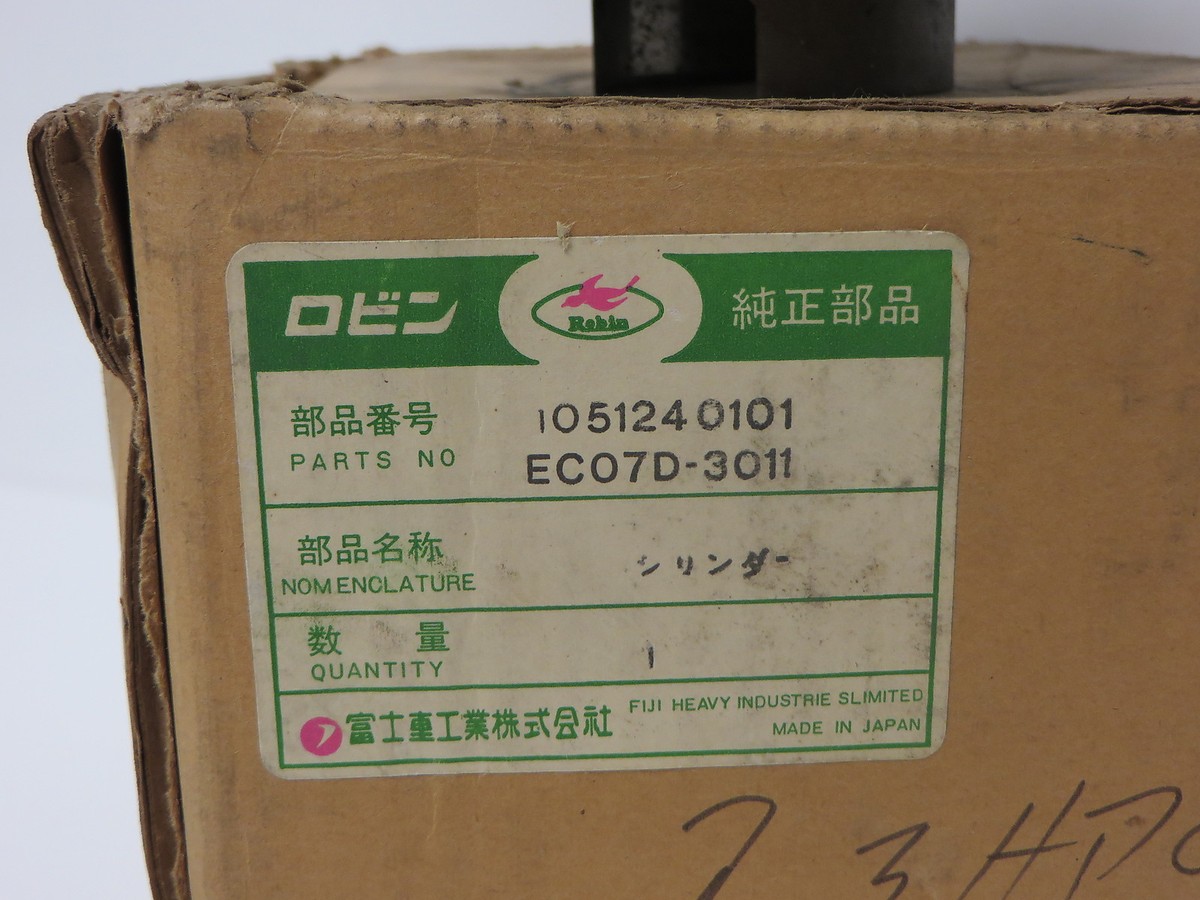 ロビン Robin 純正部品
部品番号 1051240101
PARTS NO EC07D-3011
部品名称 シリンダー
NOMENCLATURE
数 量 1
QUANTITY
富士重工業株式会社 FIJI HEAVY INDUSTRIE SLIMITED
MADE IN JAPAN